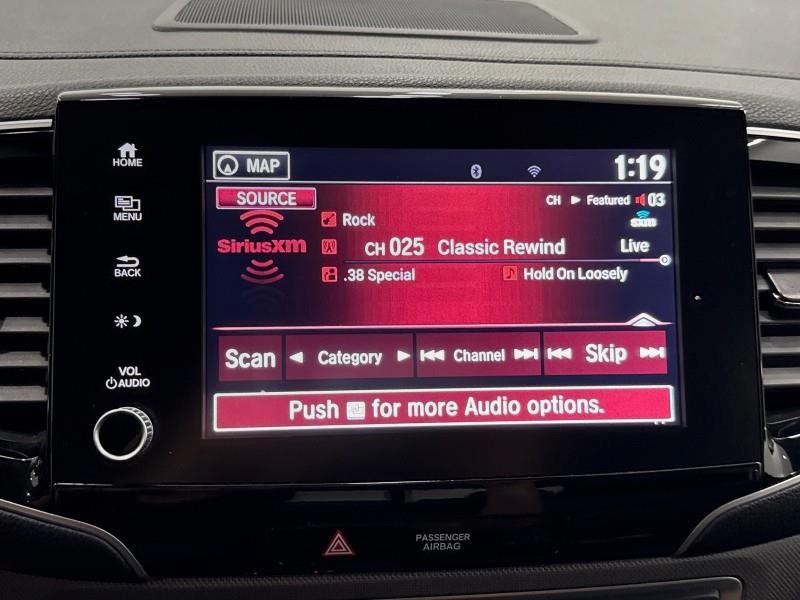 HOME
MENU
BACK
VOL
AUDIO
MAP
1:19
SOURCE
CH ▶ Featured 03
SiriusXM
Rock
SXM
CH 025 Classic Rewind Live
.38 Special Hold On Loosely
Scan ◀ Category ▶ ⏮ Channel ⏭ ⏮ Skip ⏭
Push for more Audio options.
PASSENGER
AIRBAG